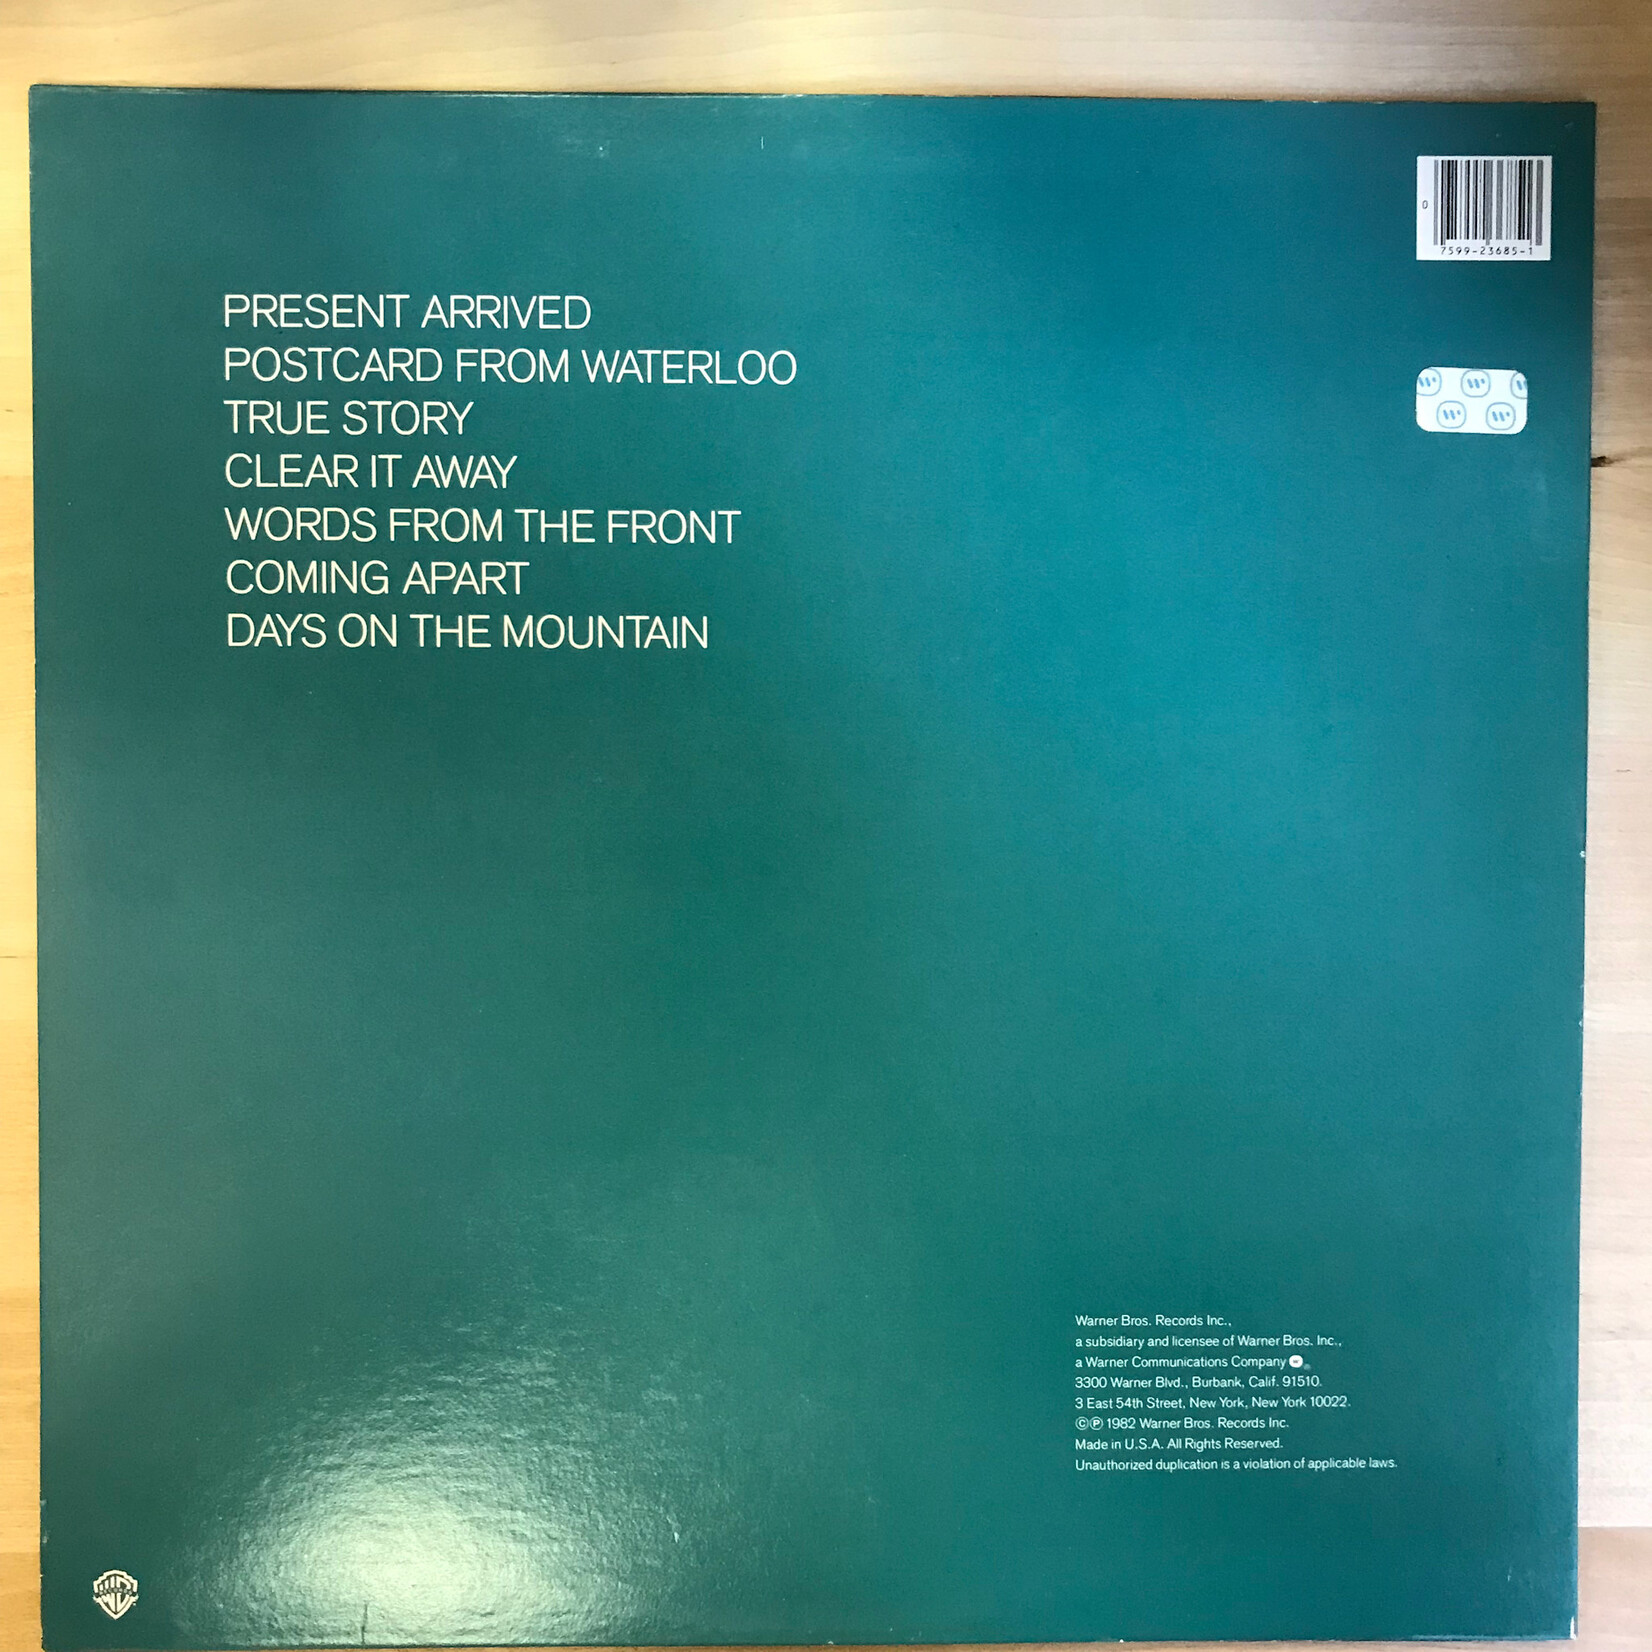 0
7599-23685-1
PRESENT ARRIVED
POSTCARD FROM WATERLOO
TRUE STORY
CLEAR IT AWAY
WORDS FROM THE FRONT
COMING APART
DAYS ON THE MOUNTAIN
Warner Bros. Records Inc.,
a subsidiary and licensee of Warner Bros. Inc.,
a Warner Communications Company
3300 Warner Blvd., Burbank, Calif. 91510.
3 East 54th Street, New York, New York 10022.
©℗ 1982 Warner Bros. Records Inc.
Made in U.S.A. All Rights Reserved.
Unauthorized duplication is a violation of applicable laws.